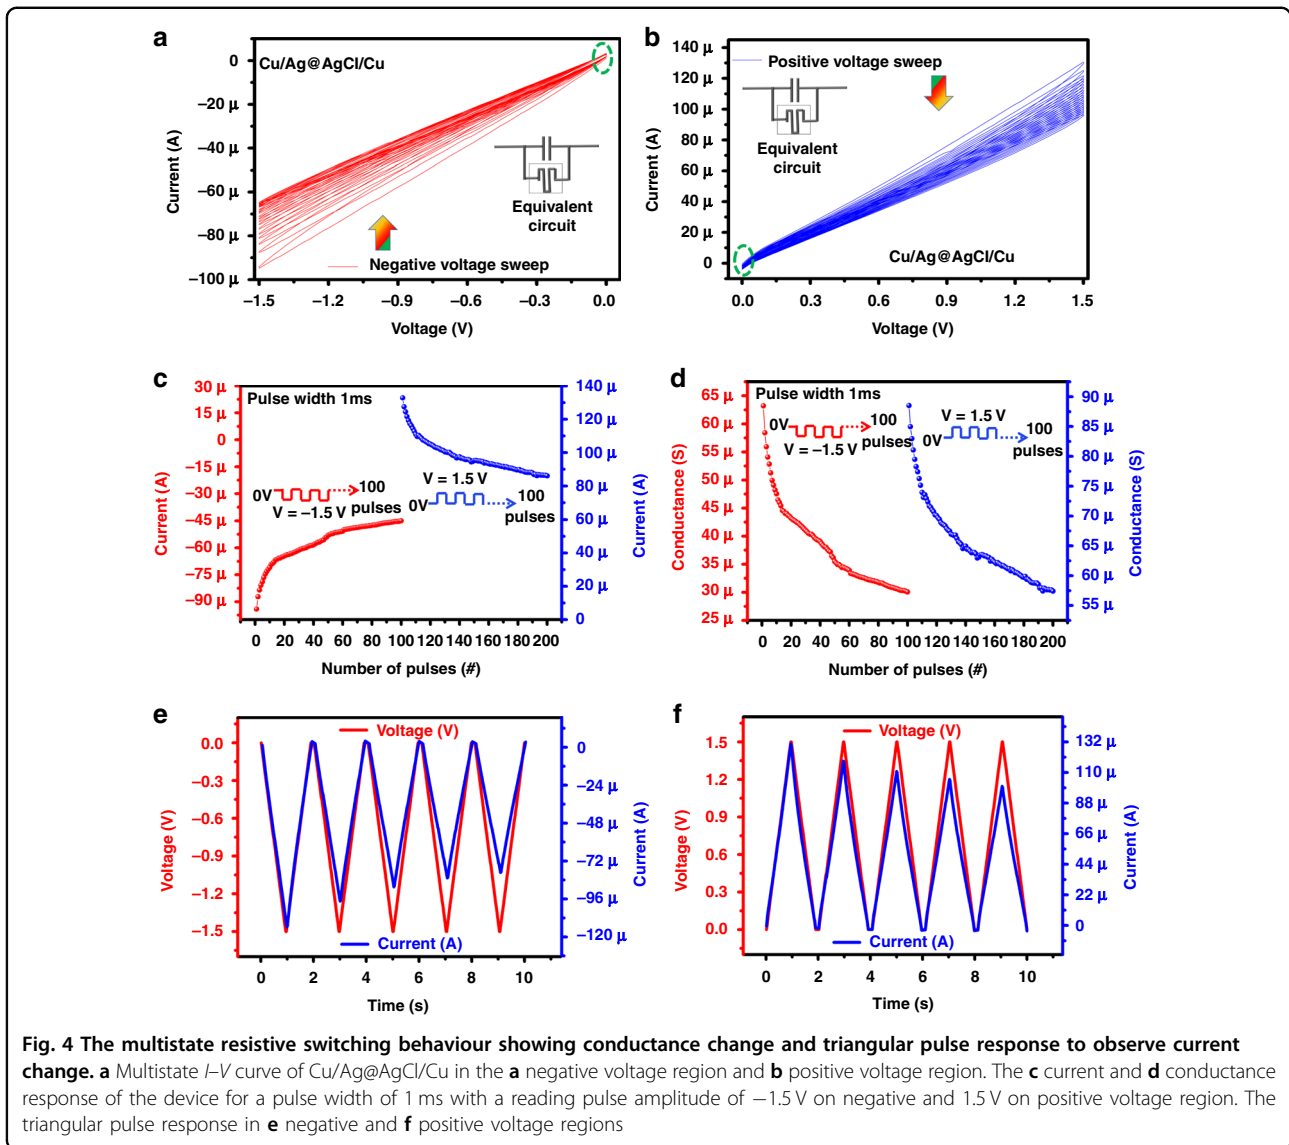 a
Cu/Ag@AgCl/Cu
Current (A)
0
−20 μ
−40 μ
−60 μ
−80 μ
−100 μ
Equivalent
circuit
Negative voltage sweep
−1.5 −1.2 −0.9 −0.6 −0.3 0.0
Voltage (V)
b
Positive voltage sweep
Current (A)
140 μ
120 μ
100 μ
80 μ
60 μ
40 μ
20 μ
0
Equivalent
circuit
Cu/Ag@AgCl/Cu
0.0 0.3 0.6 0.9 1.2 1.5
Voltage (V)
c
Pulse width 1ms
Current (A)
30 μ
15 μ
0
−15 μ
−30 μ
−45 μ
−60 μ
−75 μ
−90 μ
0V
100
pulses
V = −1.5 V
V = 1.5 V
0V
100
pulses
140 μ
120 μ
100 μ
80 μ
60 μ
40 μ
20 μ
0
Current (A)
0 20 40 60 80 100 120 140 160 180 200
Number of pulses (#)
d
Pulse width 1ms
Conductance (S)
65 μ
60 μ
55 μ
50 μ
45 μ
40 μ
35 μ
30 μ
25 μ
0V
100
pulses
V = −1.5 V
V = 1.5 V
0V
100
pulses
90 μ
85 μ
80 μ
75 μ
70 μ
65 μ
60 μ
55 μ
Conductance (S)
0 20 40 60 80 100 120 140 160 180 200
Number of pulses (#)
e
Voltage (V)
Voltage (V)
0.0
−0.3
−0.6
−0.9
−1.2
−1.5
Current (A)
0
−24 μ
−48 μ
−72 μ
−96 μ
−120 μ
Current (A)
0 2 4 6 8 10
Time (s)
f
Voltage (V)
Voltage (V)
1.5
1.2
0.9
0.6
0.3
0.0
Current (A)
132 μ
110 μ
88 μ
66 μ
44 μ
22 μ
0
Current (A)
0 2 4 6 8 10
Time (s)
Fig. 4 The multistate resistive switching behaviour showing conductance change and triangular pulse response to observe current
change. a Multistate I–V curve of Cu/Ag@AgCl/Cu in the a negative voltage region and b positive voltage region. The c current and d conductance
response of the device for a pulse width of 1 ms with a reading pulse amplitude of −1.5 V on negative and 1.5 V on positive voltage region. The
triangular pulse response in e negative and f positive voltage regions